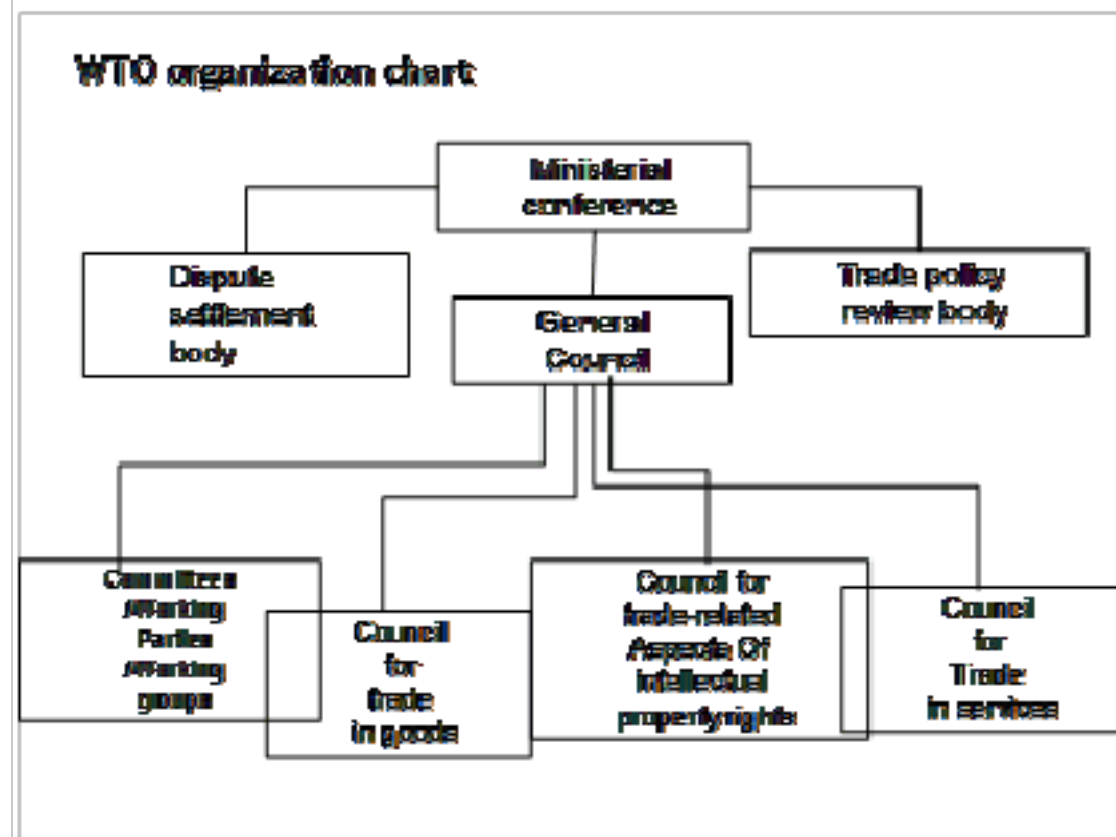 WTO organization chart
Ministerial
conference
Dispute
settlement
body
General
Council
Trade policy
review body
Committees
Working
Parties
Working
groups
Council
for
trade
in goods
Council for
trade-related
Aspects Of
intellectual
property rights
Council
for
Trade
in services